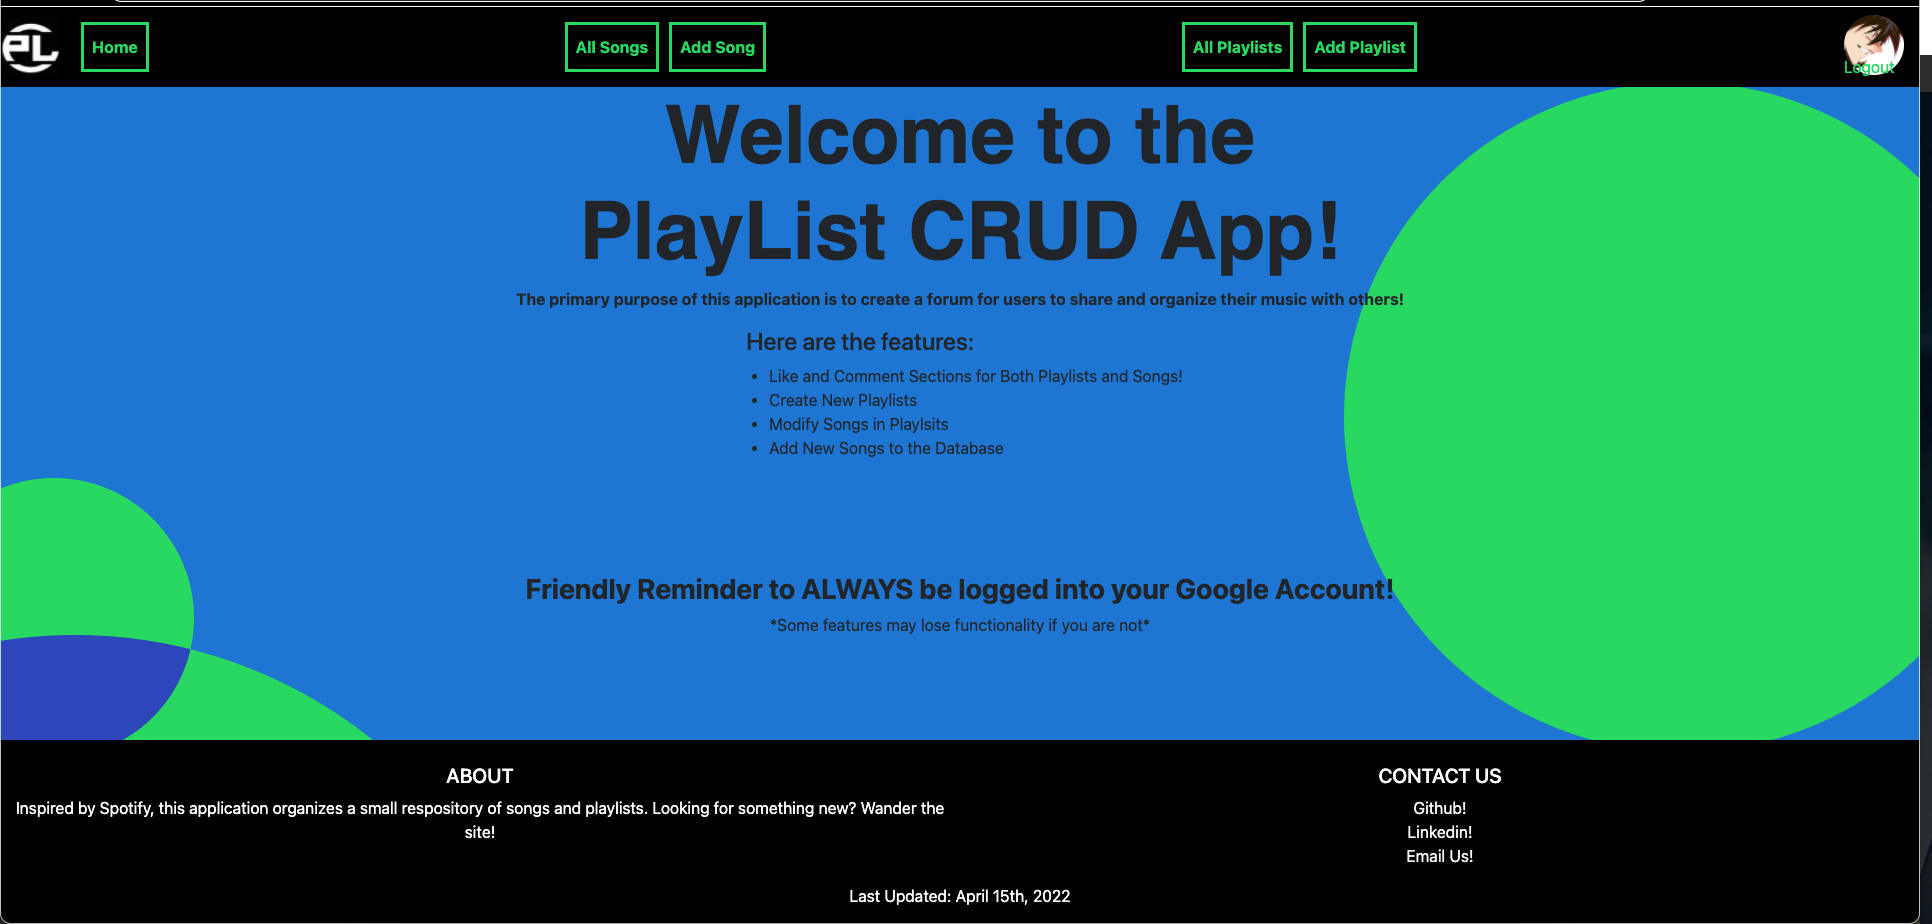 PL
Home
All Songs
Add Song
All Playlists
Add Playlist
Logout
Welcome to the
PlayList CRUD App!
The primary purpose of this application is to create a forum for users to share and organize their music with others!
Here are the features:
• Like and Comment Sections for Both Playlists and Songs!
• Create New Playlists
• Modify Songs in Playlsits
• Add New Songs to the Database
Friendly Reminder to ALWAYS be logged into your Google Account!
*Some features may lose functionality if you are not*
ABOUT
Inspired by Spotify, this application organizes a small respository of songs and playlists. Looking for something new? Wander the
site!
CONTACT US
Github!
Linkedin!
Email Us!
Last Updated: April 15th, 2022